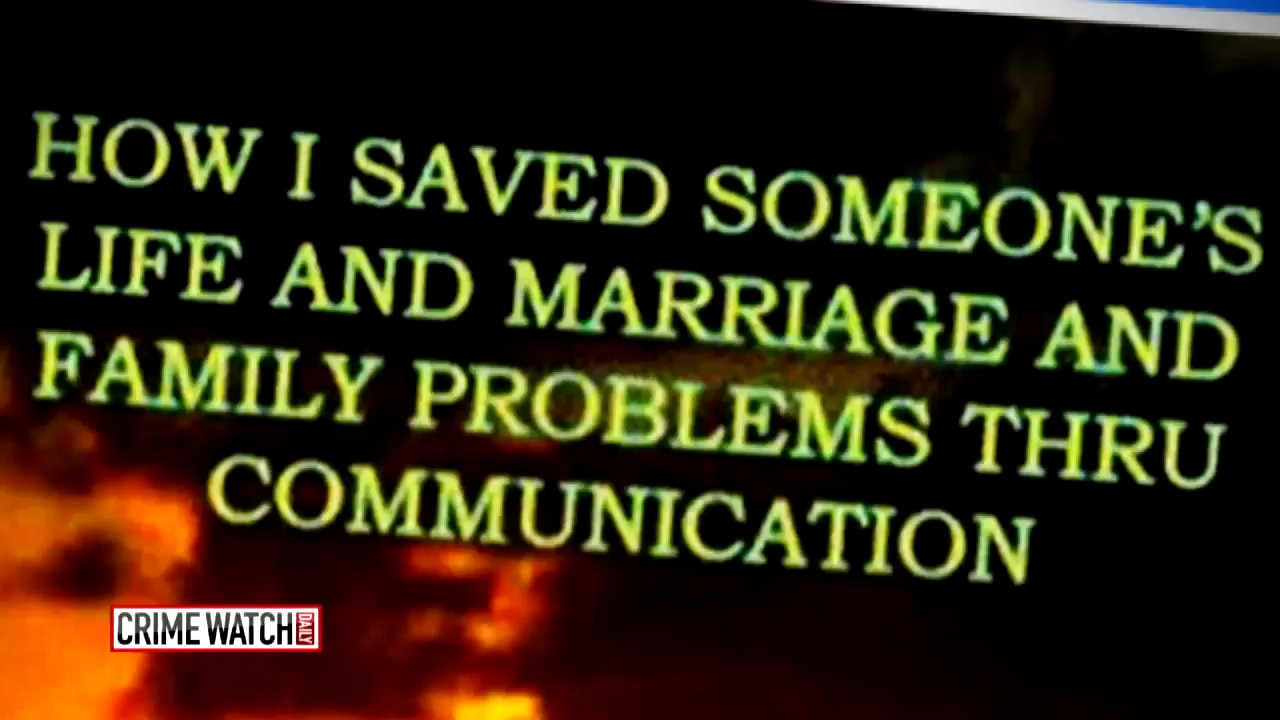 HOW I SAVED SOMEONE'S
LIFE AND MARRIAGE AND
FAMILY PROBLEMS THRU
COMMUNICATION
CRIME WATCH DAILY